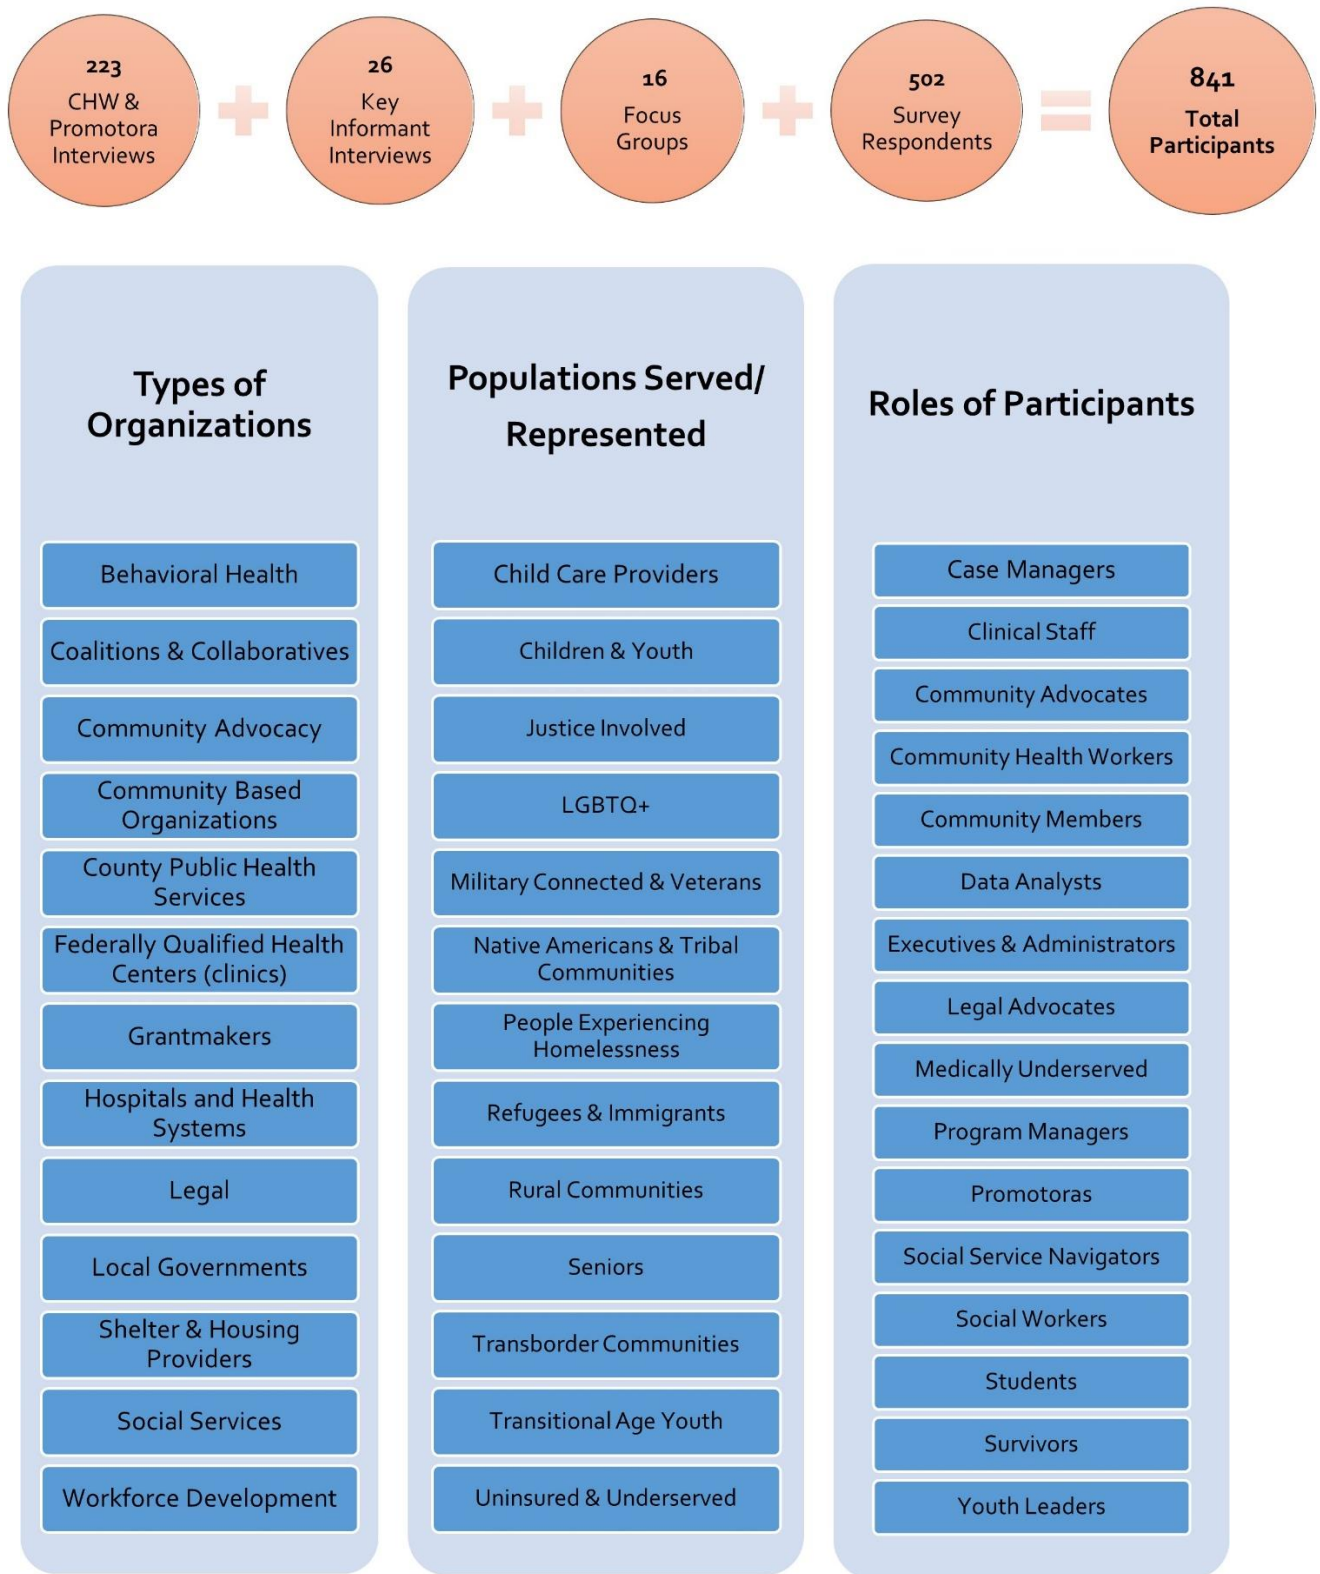 223
CHW &
Promotora
Interviews
26
Key
Informant
Interviews
16
Focus
Groups
502
Survey
Respondents
841
Total
Participants
Types of
Organizations
Behavioral Health
Coalitions & Collaboratives
Community Advocacy
Community Based
Organizations
County Public Health
Services
Federally Qualified Health
Centers (clinics)
Grantmakers
Hospitals and Health
Systems
Legal
Local Governments
Shelter & Housing
Providers
Social Services
Workforce Development
Populations Served/
Represented
Child Care Providers
Children & Youth
Justice Involved
LGBTQ+
Military Connected & Veterans
Native Americans & Tribal
Communities
People Experiencing
Homelessness
Refugees & Immigrants
Rural Communities
Seniors
Transborder Communities
Transitional Age Youth
Uninsured & Underserved
Roles of Participants
Case Managers
Clinical Staff
Community Advocates
Community Health Workers
Community Members
Data Analysts
Executives & Administrators
Legal Advocates
Medically Underserved
Program Managers
Promotoras
Social Service Navigators
Social Workers
Students
Survivors
Youth Leaders